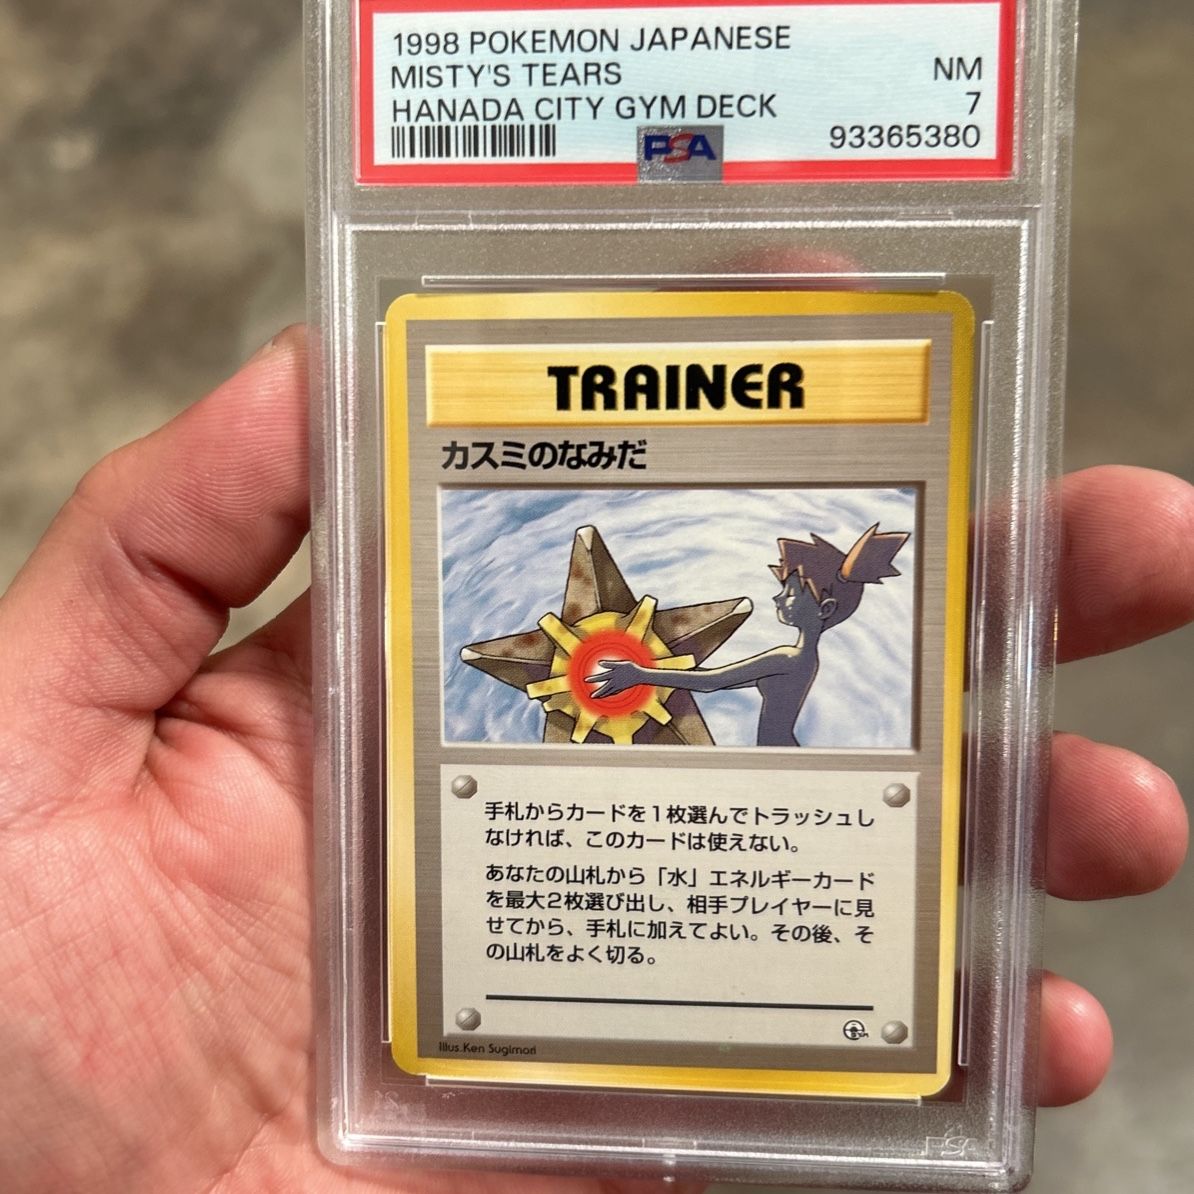 1998 POKEMON JAPANESE
MISTY'S TEARS
HANADA CITY GYM DECK
NM
7
93365380
PSA
TRAINER
カスミのなみだ
手札からカードを1枚選んでトラッシュし
なければ、このカードは使えない。
あなたの山札から「水」エネルギーカード
を最大2枚選び出し、相手プレイヤーに見
せてから、手札に加えてよい。その後、そ
の山札をよく切る。
Illus.Ken Sugimori
PSA